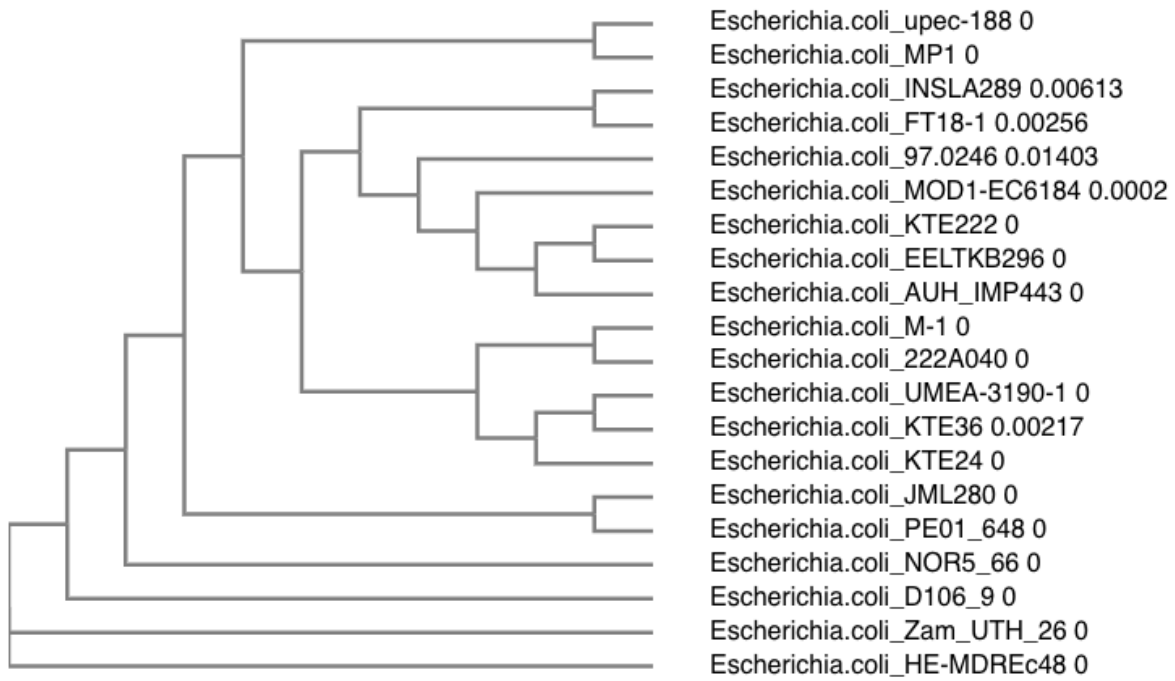 Escherichia.coli_upec-188 0
Escherichia.coli_MP1 0
Escherichia.coli_INSLA289 0.00613
Escherichia.coli_FT18-1 0.00256
Escherichia.coli_97.0246 0.01403
Escherichia.coli_MOD1-EC6184 0.0002
Escherichia.coli_KTE222 0
Escherichia.coli_EELTKB296 0
Escherichia.coli_AUH_IMP443 0
Escherichia.coli_M-1 0
Escherichia.coli_222A040 0
Escherichia.coli_UMEA-3190-1 0
Escherichia.coli_KTE36 0.00217
Escherichia.coli_KTE24 0
Escherichia.coli_JML280 0
Escherichia.coli_PE01_648 0
Escherichia.coli_NOR5_66 0
Escherichia.coli_D106_9 0
Escherichia.coli_Zam_UTH_26 0
Escherichia.coli_HE-MDREc48 0